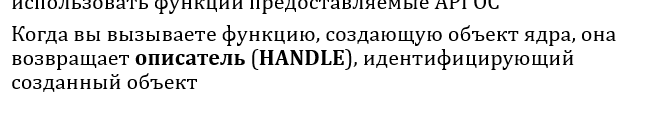 использовать функции предоставляемые API ОС
Когда вы вызываете функцию, создающую объект ядра, она
возвращает описатель (HANDLE), идентифицирующий
созданный объект